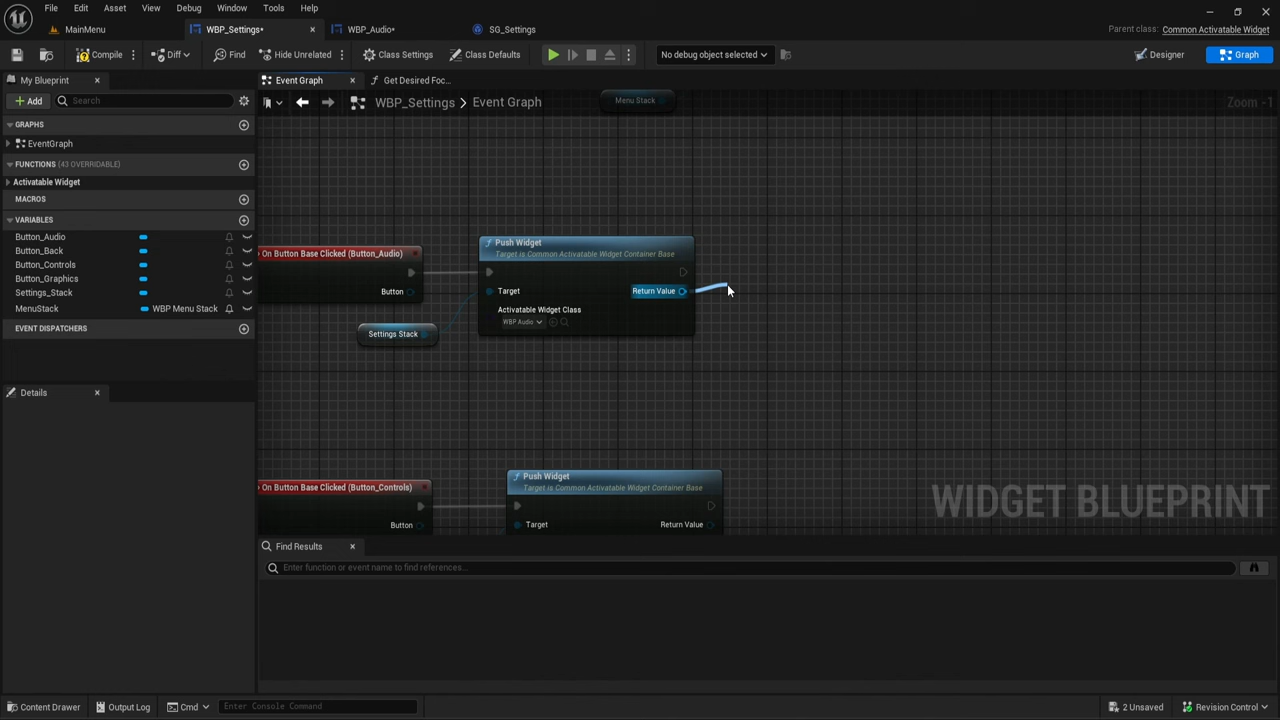 File Edit Asset View Debug Window Tools Help
MainMenu WBP_Settings* WBP_Audio* SG_Settings
Parent class: Common Activatable Widget
Compile Diff Find Hide Unrelated Class Settings Class Defaults No debug object selected Designer Graph
My Blueprint
Add Search
GRAPHS
EventGraph
FUNCTIONS (43 OVERRIDABLE)
Activatable Widget
MACROS
VARIABLES
Button_Audio
Button_Back
Button_Controls
Button_Graphics
Settings_Stack
MenuStack WBP Menu Stack
EVENT DISPATCHERS
Details
Event Graph Get Desired Foc...
WBP_Settings > Event Graph
Zoom -1
Menu Stack
On Button Base Clicked (Button_Audio)
Button
Settings Stack
Push Widget
Target is Common Activatable Widget Container Base
Target Return Value
Activatable Widget Class
WBP Audio
On Button Base Clicked (Button_Controls)
Button
Push Widget
Target is Common Activatable Widget Container Base
Target Return Value
WIDGET BLUEPRINT
Find Results
Enter function or event name to find references...
Content Drawer Output Log Cmd Enter Console Command 2 Unsaved Revision Control